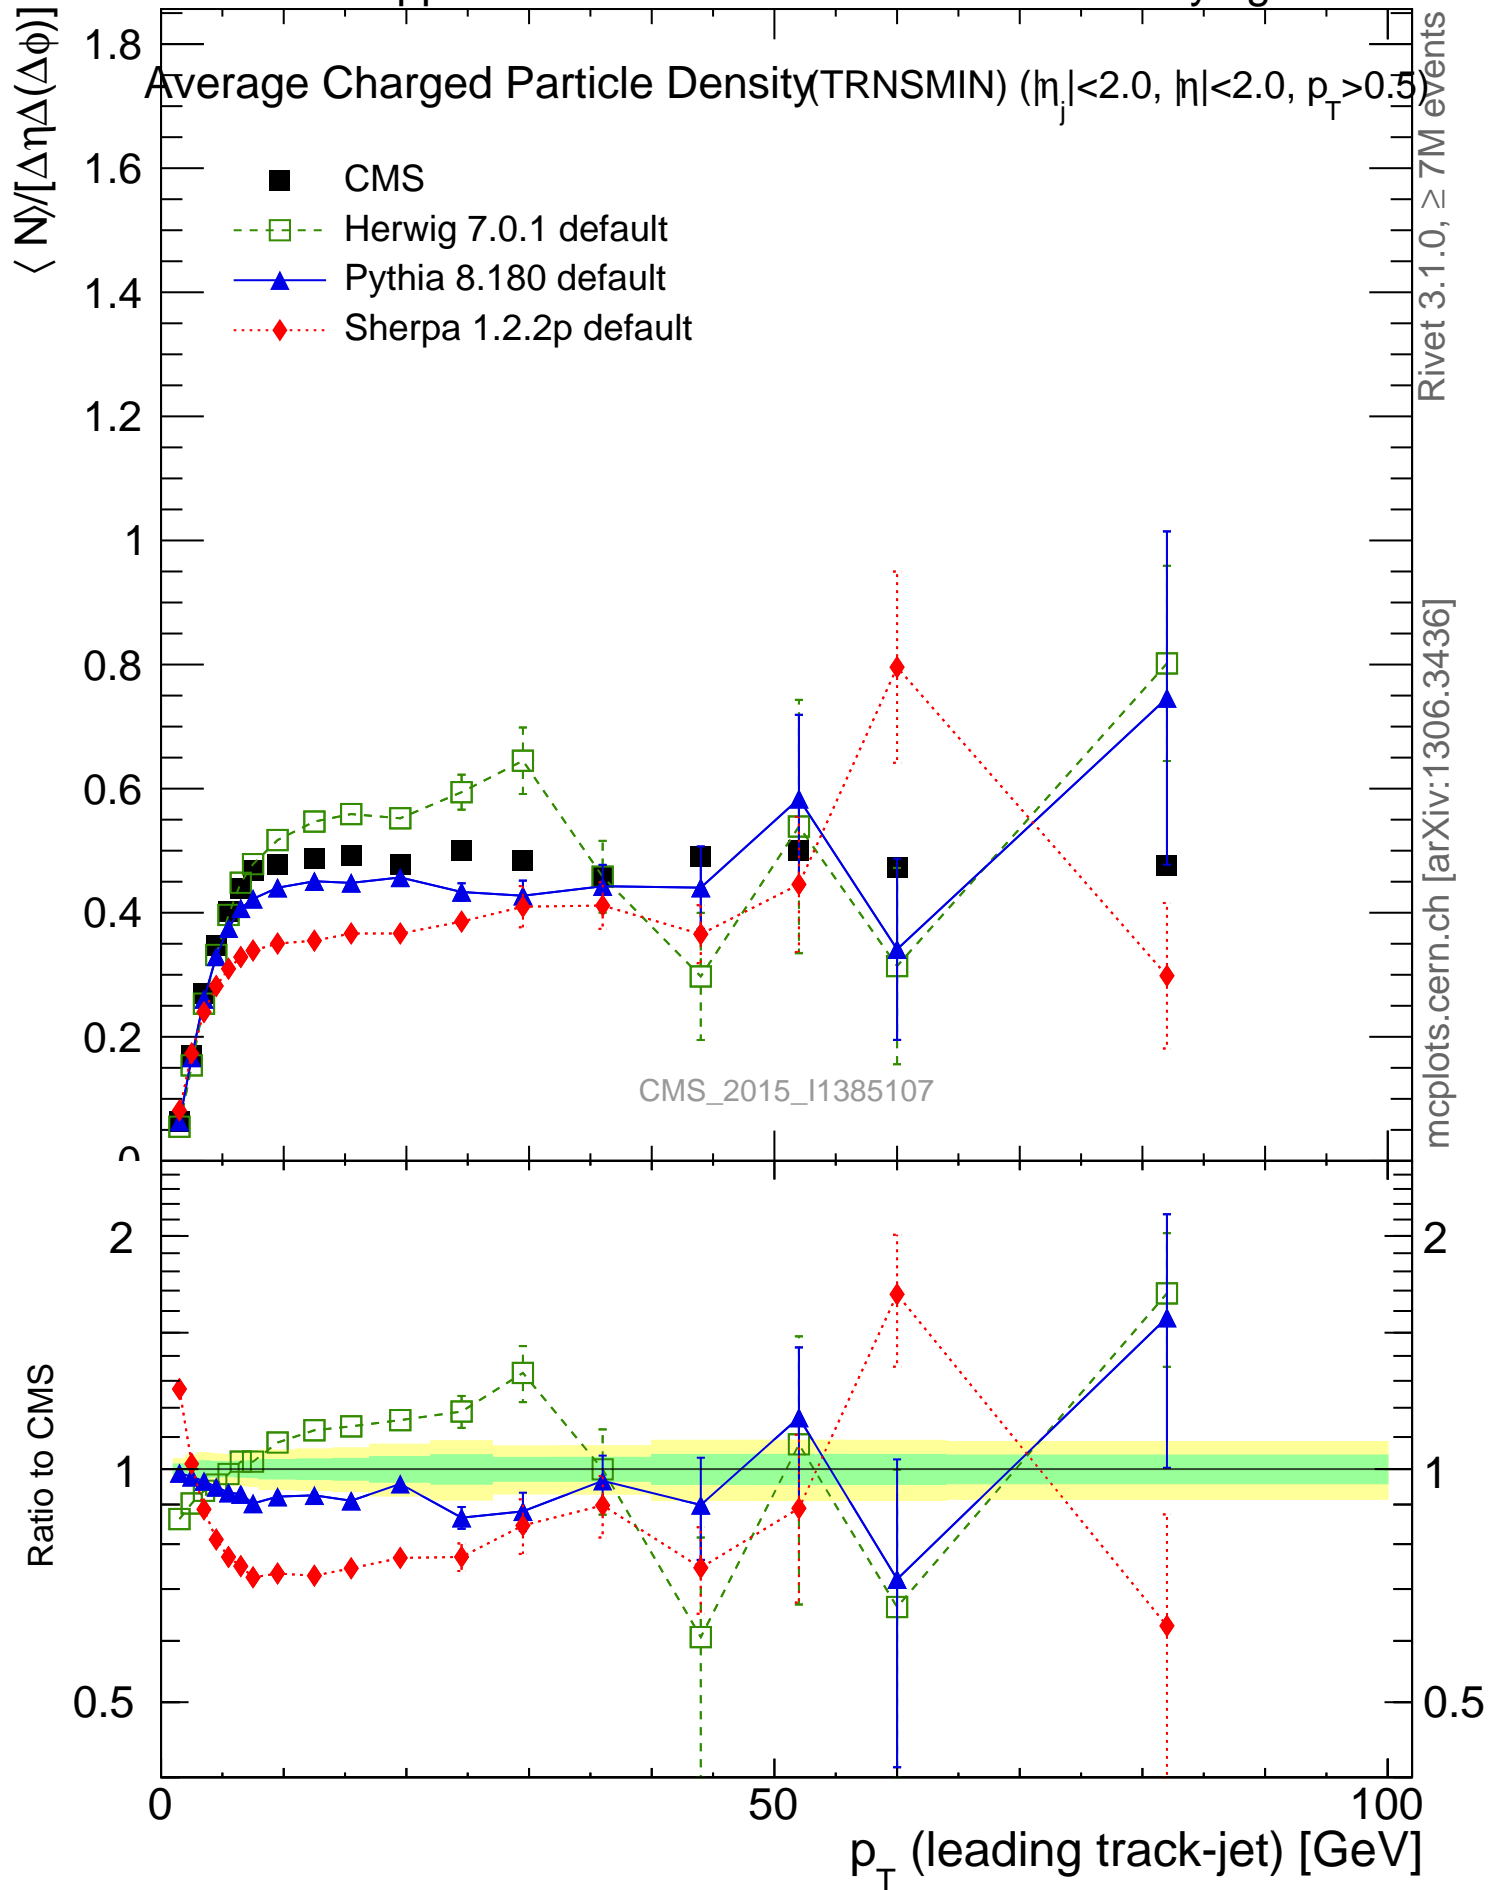 ⟨ N⟩/[ΔηΔ(Δϕ)]
Average Charged Particle Density (TRNSMIN) (|η_j|<2.0, |η|<2.0, p_T>0.5)
CMS
Herwig 7.0.1 default
Pythia 8.180 default
Sherpa 1.2.2p default
1.8
1.6
1.4
1.2
1
0.8
0.6
0.4
0.2
0
CMS_2015_I1385107
Rivet 3.1.0, ≥ 7M events
mcplots.cern.ch [arXiv:1306.3436]
Ratio to CMS
2
1
0.5
2
1
0.5
0
50
100
p_T (leading track-jet) [GeV]